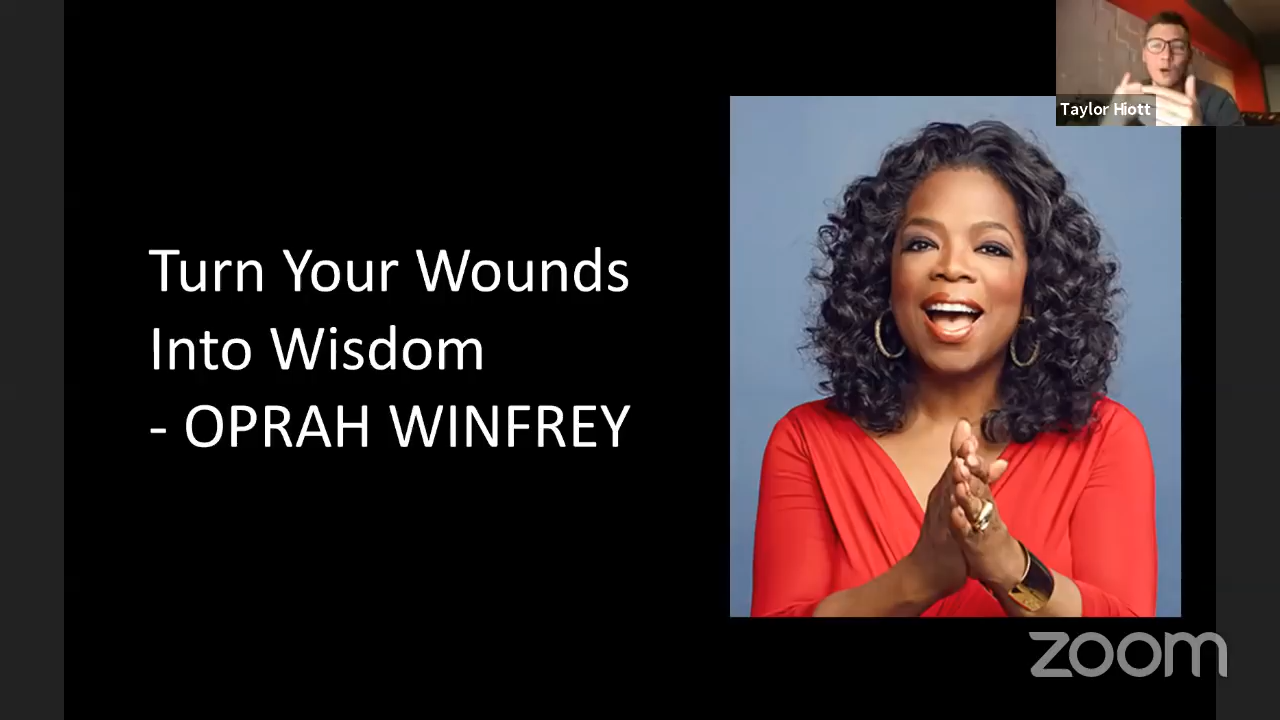 Taylor Hiott
Turn Your Wounds
Into Wisdom
- OPRAH WINFREY
zoom